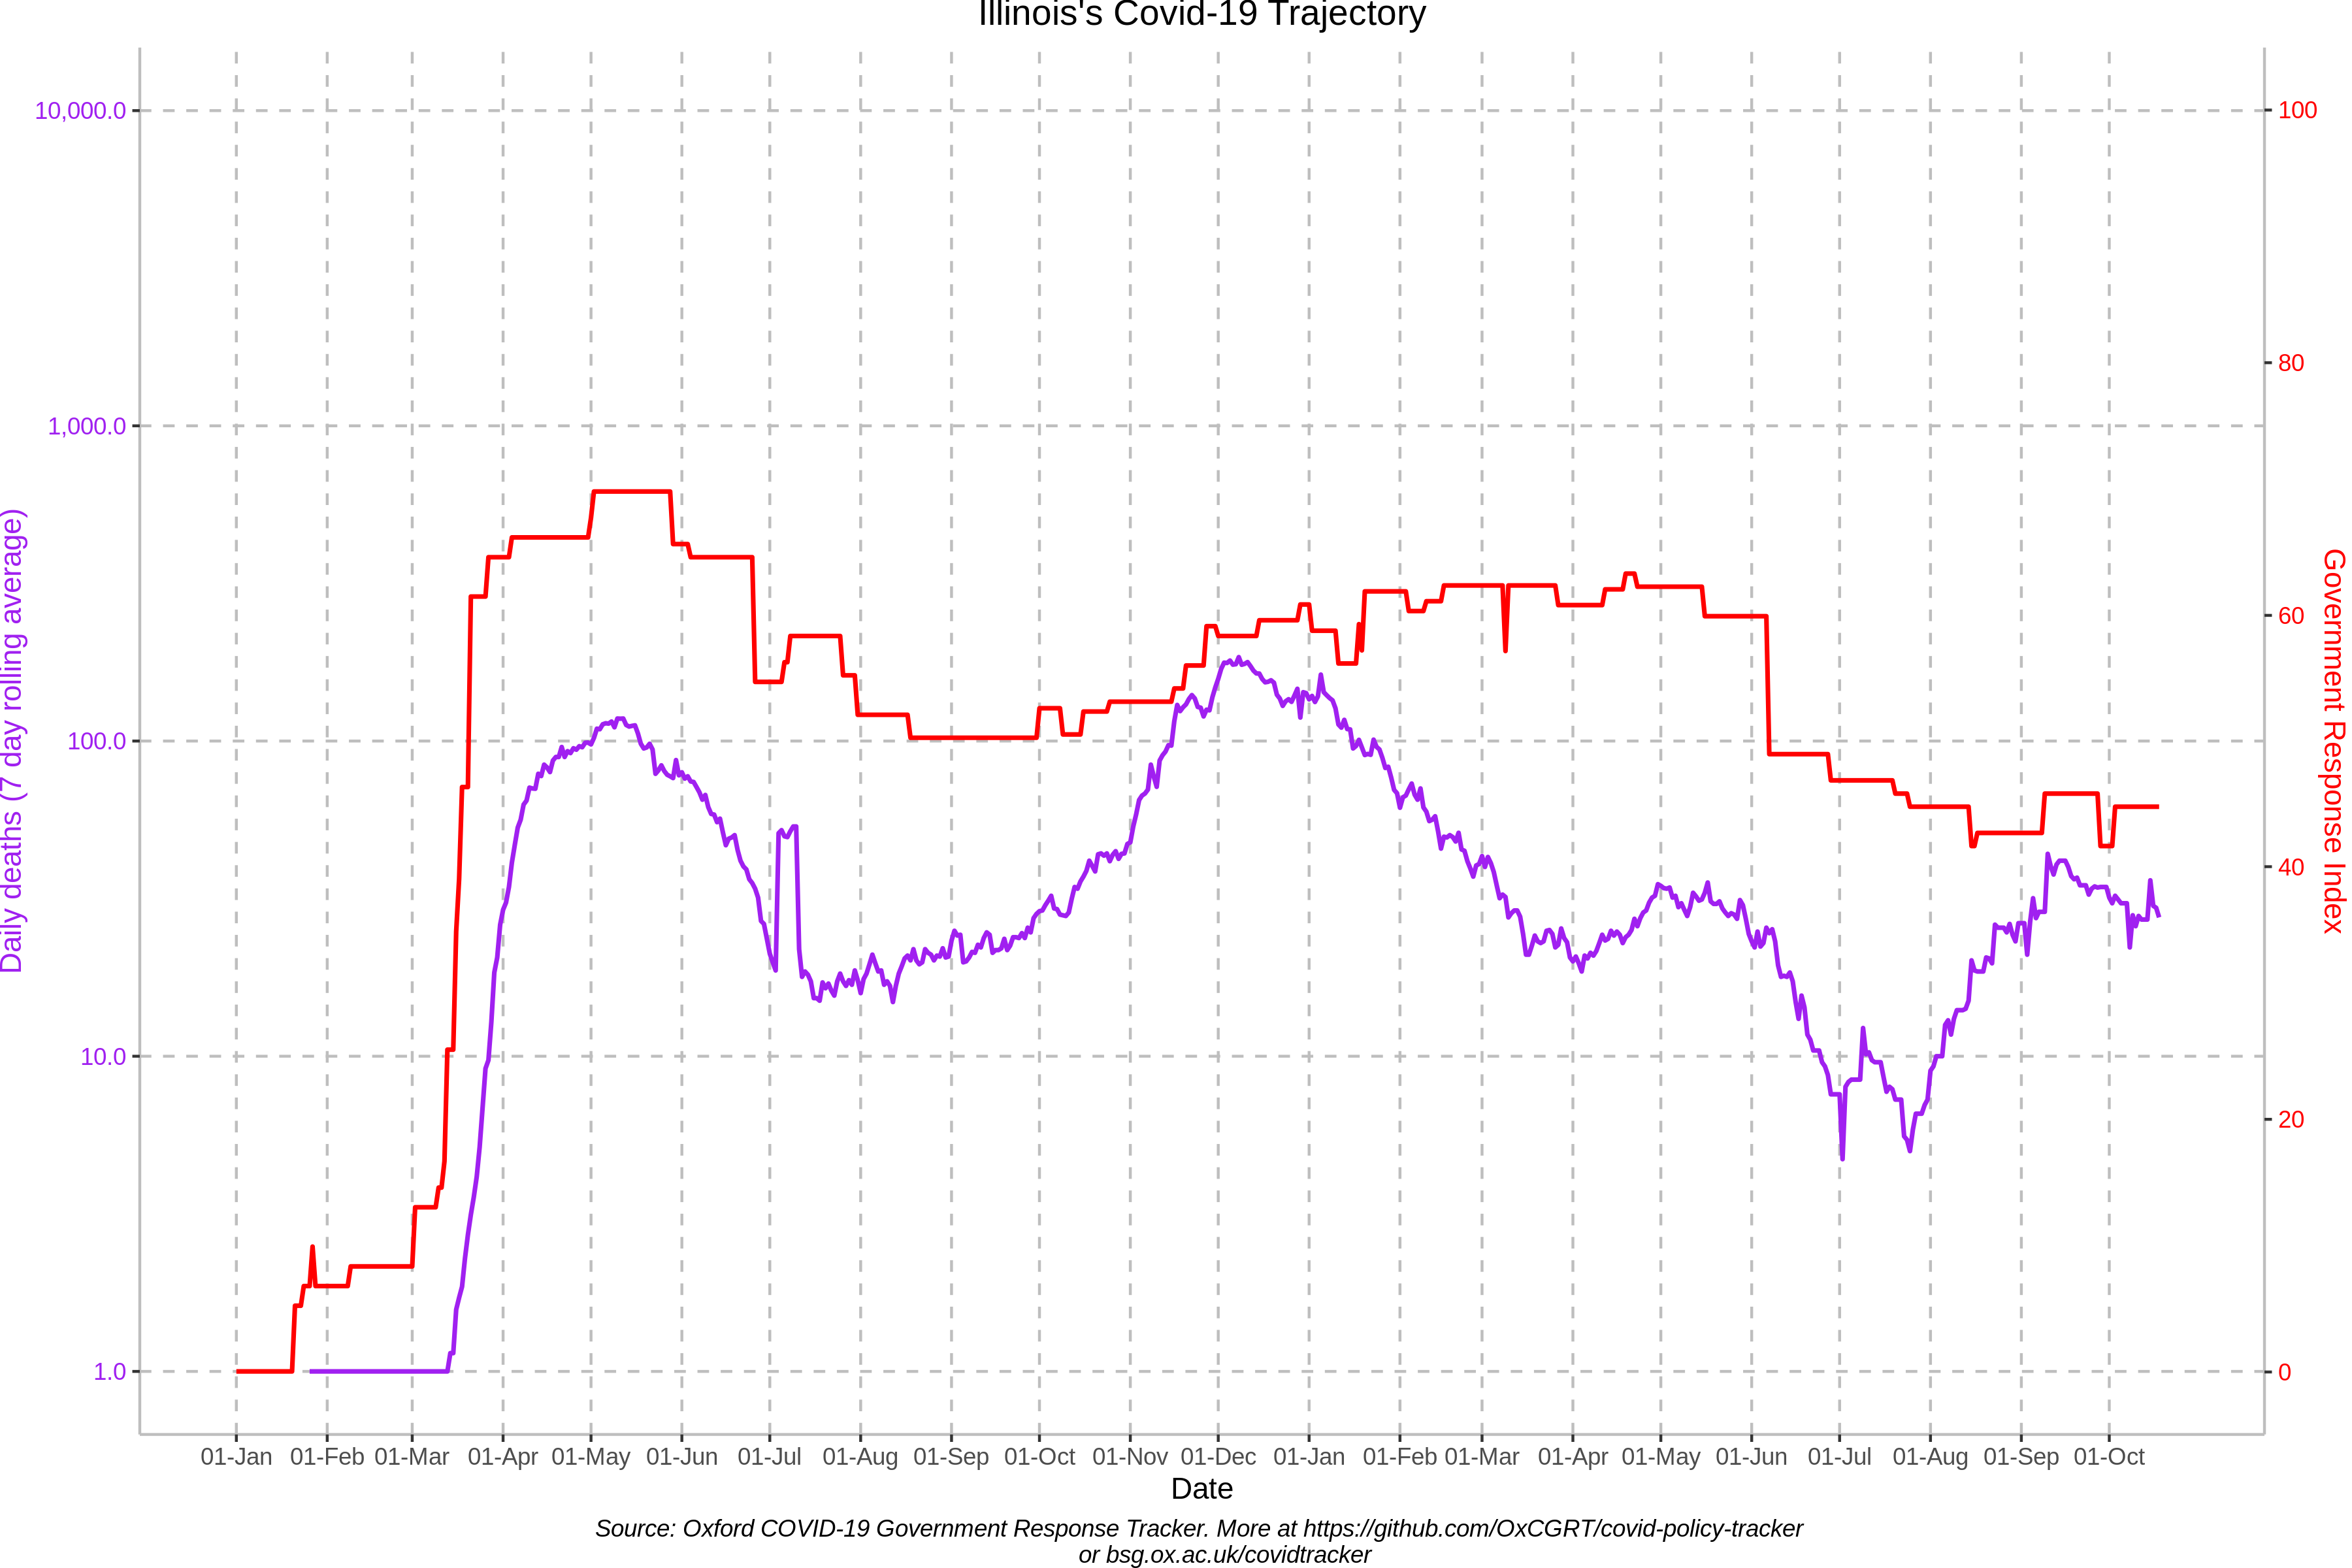 Illinois's Covid-19 Trajectory
10,000.0
1,000.0
100.0
10.0
1.0
Daily deaths (7 day rolling average)
100
80
60
40
20
0
Government Response Index
01-Jan 01-Feb 01-Mar 01-Apr 01-May 01-Jun 01-Jul 01-Aug 01-Sep 01-Oct 01-Nov 01-Dec 01-Jan 01-Feb 01-Mar 01-Apr 01-May 01-Jun 01-Jul 01-Aug 01-Sep 01-Oct
Date
Source: Oxford COVID-19 Government Response Tracker. More at https://github.com/OxCGRT/covid-policy-tracker
or bsg.ox.ac.uk/covidtracker